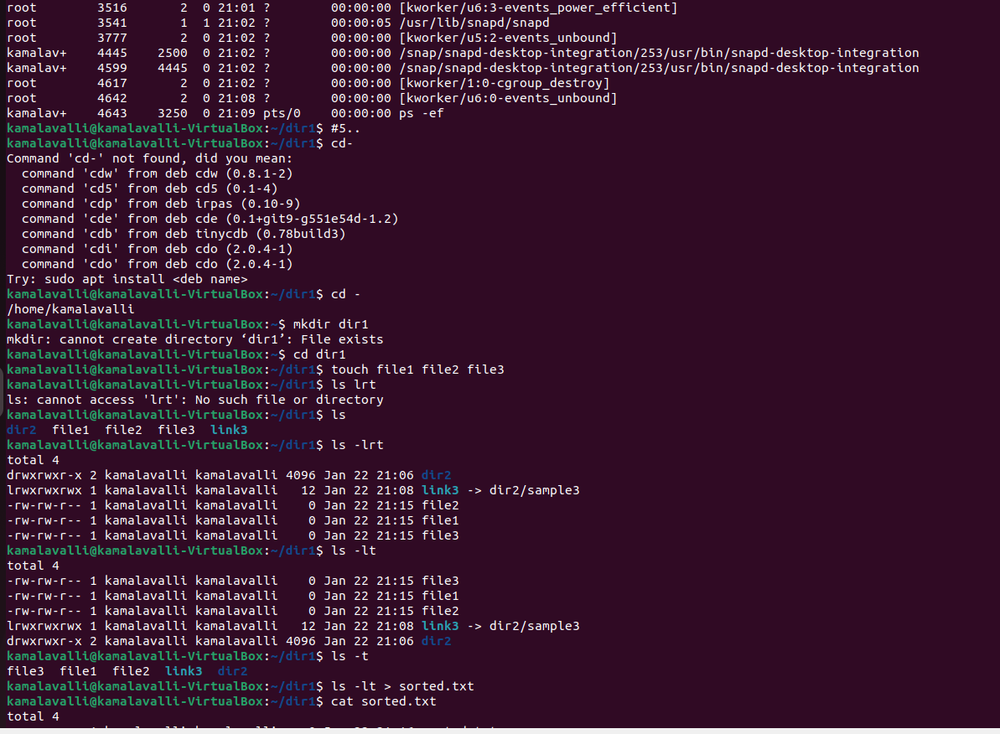 root        3516       2  0 21:01 ?        00:00:00 [kworker/u6:3-events_power_efficient]
root        3541       1  1 21:02 ?        00:00:05 /usr/lib/snapd/snapd
root        3777       2  0 21:02 ?        00:00:00 [kworker/u5:2-events_unbound]
kamalav+    4445    2500  0 21:02 ?        00:00:00 /snap/snapd-desktop-integration/253/usr/bin/snapd-desktop-integration
kamalav+    4599    4445  0 21:02 ?        00:00:00 /snap/snapd-desktop-integration/253/usr/bin/snapd-desktop-integration
root        4617       2  0 21:02 ?        00:00:00 [kworker/1:0-cgroup_destroy]
root        4642       2  0 21:08 ?        00:00:00 [kworker/u6:0-events_unbound]
kamalav+    4643    3250  0 21:09 pts/0    00:00:00 ps -ef
kamalavalli@kamalavalli-VirtualBox:~/dir1$ #5..
kamalavalli@kamalavalli-VirtualBox:~/dir1$ cd-
Command 'cd-' not found, did you mean:
  command 'cdw' from deb cdw (0.8.1-2)
  command 'cd5' from deb cd5 (0.1-4)
  command 'cdp' from deb irpas (0.10-9)
  command 'cde' from deb cde (0.1+git9-g551e54d-1.2)
  command 'cdb' from deb tinycdb (0.78build3)
  command 'cdi' from deb cdo (2.0.4-1)
  command 'cdo' from deb cdo (2.0.4-1)
Try: sudo apt install <deb name>
kamalavalli@kamalavalli-VirtualBox:~/dir1$ cd -
/home/kamalavalli
kamalavalli@kamalavalli-VirtualBox:~$ mkdir dir1
mkdir: cannot create directory ‘dir1’: File exists
kamalavalli@kamalavalli-VirtualBox:~$ cd dir1
kamalavalli@kamalavalli-VirtualBox:~/dir1$ touch file1 file2 file3
kamalavalli@kamalavalli-VirtualBox:~/dir1$ ls lrt
ls: cannot access 'lrt': No such file or directory
kamalavalli@kamalavalli-VirtualBox:~/dir1$ ls
dir2  file1  file2  file3  link3
kamalavalli@kamalavalli-VirtualBox:~/dir1$ ls -lrt
total 4
drwxrwxr-x 2 kamalavalli kamalavalli 4096 Jan 22 21:06 dir2
lrwxrwxrwx 1 kamalavalli kamalavalli   12 Jan 22 21:08 link3 -> dir2/sample3
-rw-rw-r-- 1 kamalavalli kamalavalli    0 Jan 22 21:15 file2
-rw-rw-r-- 1 kamalavalli kamalavalli    0 Jan 22 21:15 file1
-rw-rw-r-- 1 kamalavalli kamalavalli    0 Jan 22 21:15 file3
kamalavalli@kamalavalli-VirtualBox:~/dir1$ ls -lt
total 4
-rw-rw-r-- 1 kamalavalli kamalavalli    0 Jan 22 21:15 file3
-rw-rw-r-- 1 kamalavalli kamalavalli    0 Jan 22 21:15 file1
-rw-rw-r-- 1 kamalavalli kamalavalli    0 Jan 22 21:15 file2
lrwxrwxrwx 1 kamalavalli kamalavalli   12 Jan 22 21:08 link3 -> dir2/sample3
drwxrwxr-x 2 kamalavalli kamalavalli 4096 Jan 22 21:06 dir2
kamalavalli@kamalavalli-VirtualBox:~/dir1$ ls -t
file3  file1  file2  link3  dir2
kamalavalli@kamalavalli-VirtualBox:~/dir1$ ls -lt > sorted.txt
kamalavalli@kamalavalli-VirtualBox:~/dir1$ cat sorted.txt
total 4